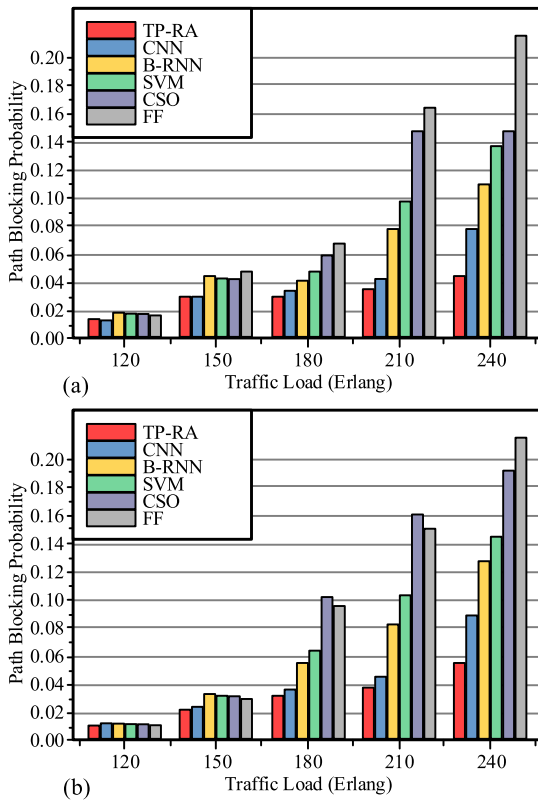 TP-RA
CNN
B-RNN
SVM
CSO
FF
Path Blocking Probability
0.20
0.18
0.16
0.14
0.12
0.10
0.08
0.06
0.04
0.02
0.00
120 150 180 210 240
(a)
Traffic Load (Erlang)
TP-RA
CNN
B-RNN
SVM
CSO
FF
Path Blocking Probability
0.20
0.18
0.16
0.14
0.12
0.10
0.08
0.06
0.04
0.02
0.00
120 150 180 210 240
(b)
Traffic Load (Erlang)